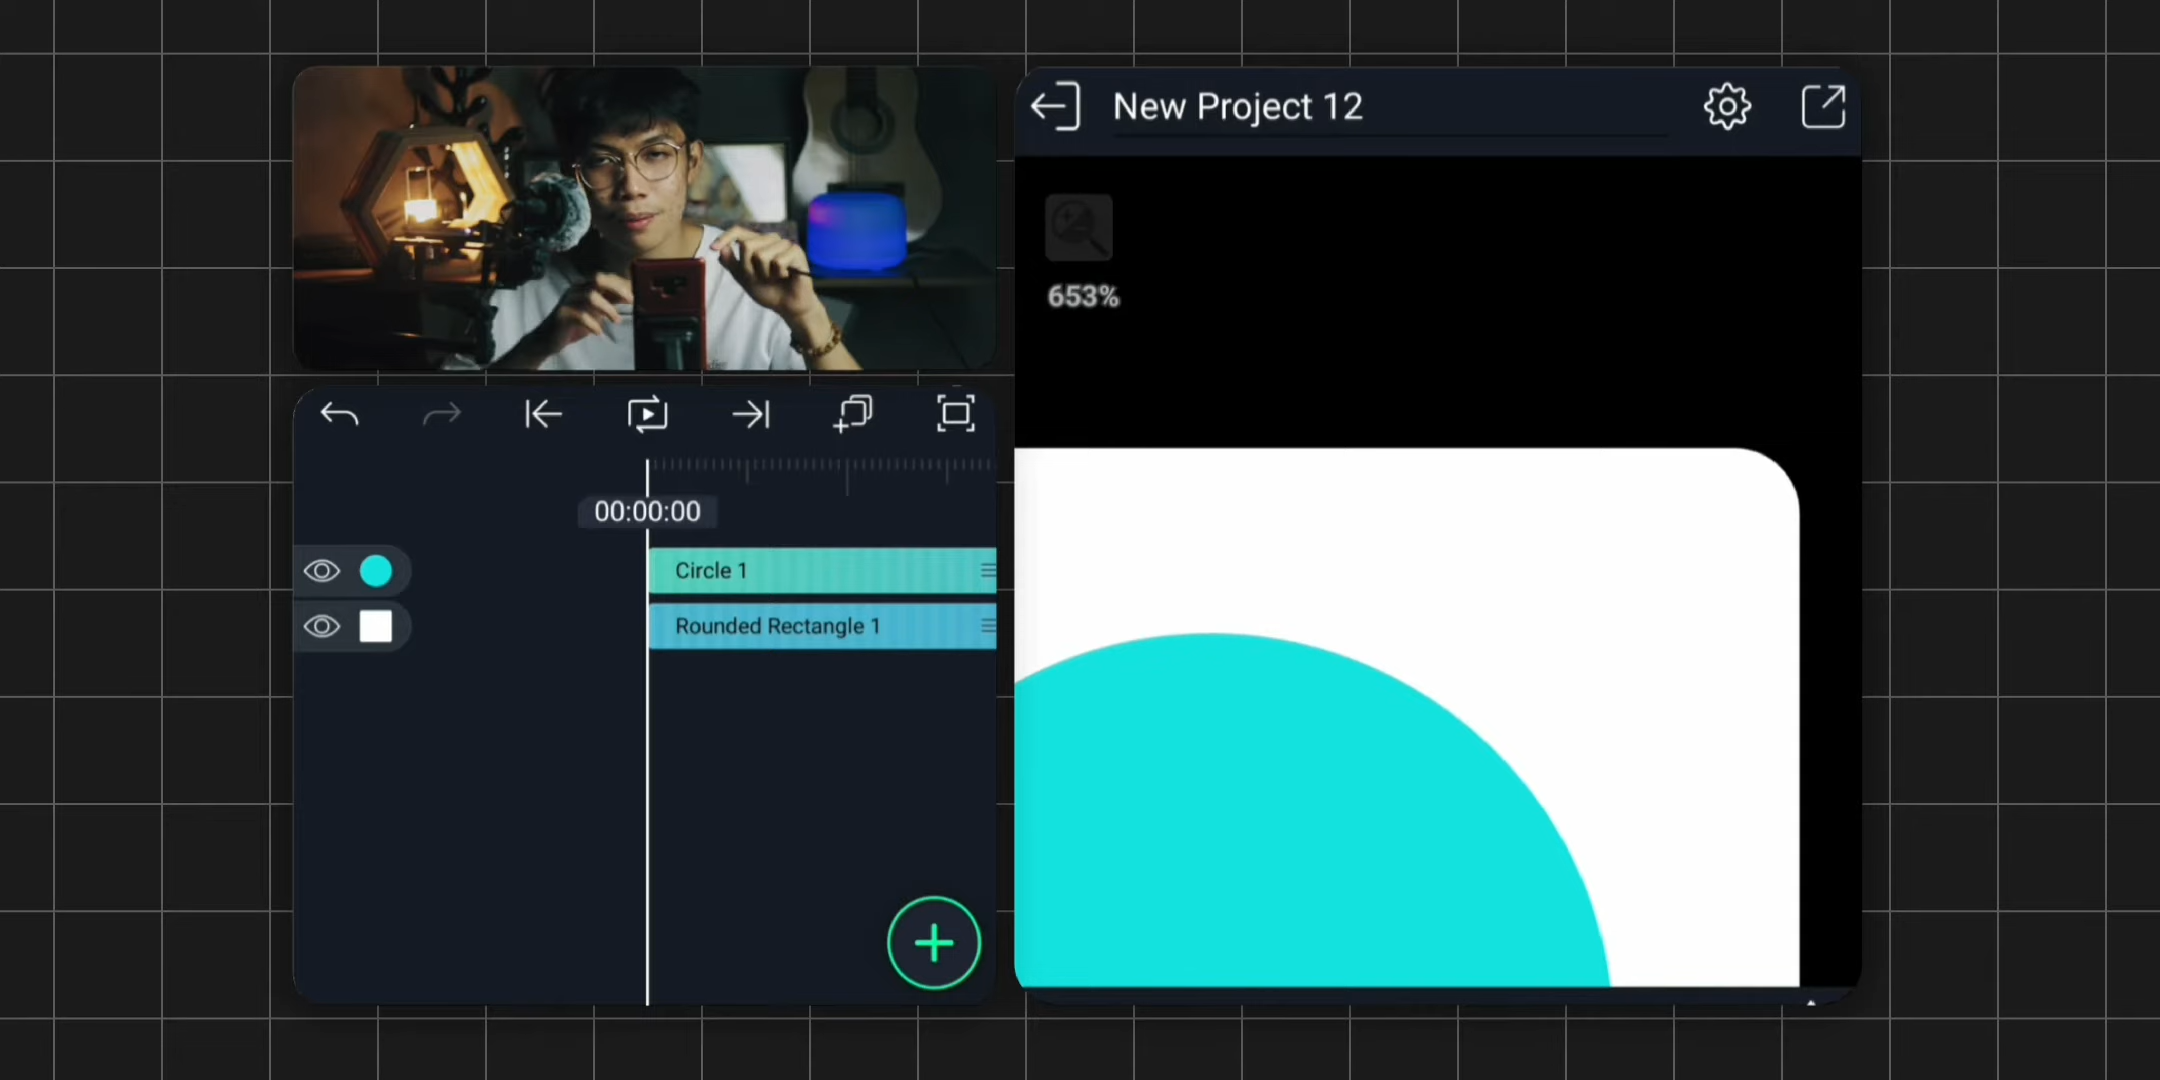 New Project 12
653%
00:00:00
Circle 1
Rounded Rectangle 1